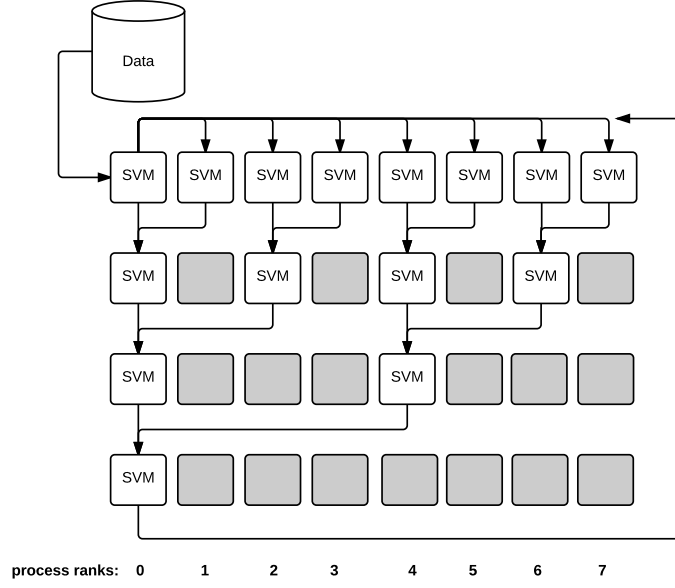 Data
SVM SVM SVM SVM SVM SVM SVM SVM
SVM SVM SVM SVM
SVM SVM
SVM
process ranks: 0 1 2 3 4 5 6 7